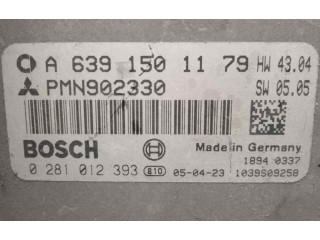 A 639 150 11 79 HW 43.04
PMN902330 SW 05.05
BOSCH Made in Germany
1894 0337
0 281 012 393 B10 05-04-23 1039S09258